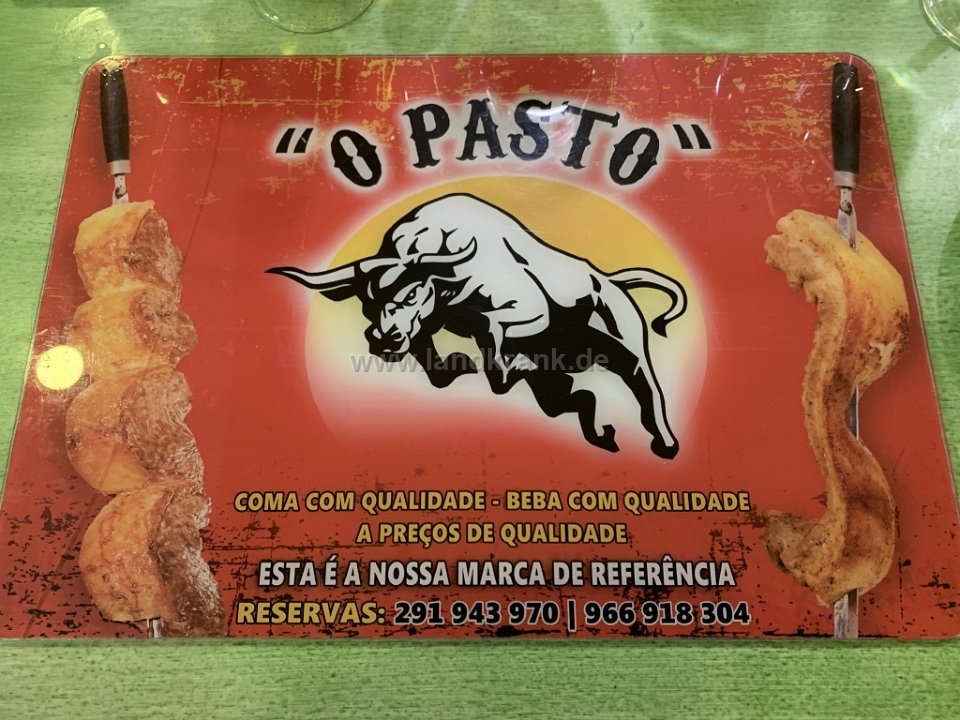 "O PASTO"
www.landkrank.de
COMA COM QUALIDADE - BEBA COM QUALIDADE
A PREÇOS DE QUALIDADE
ESTA É A NOSSA MARCA DE REFERÊNCIA
RESERVAS: 291 943 970 | 966 918 304